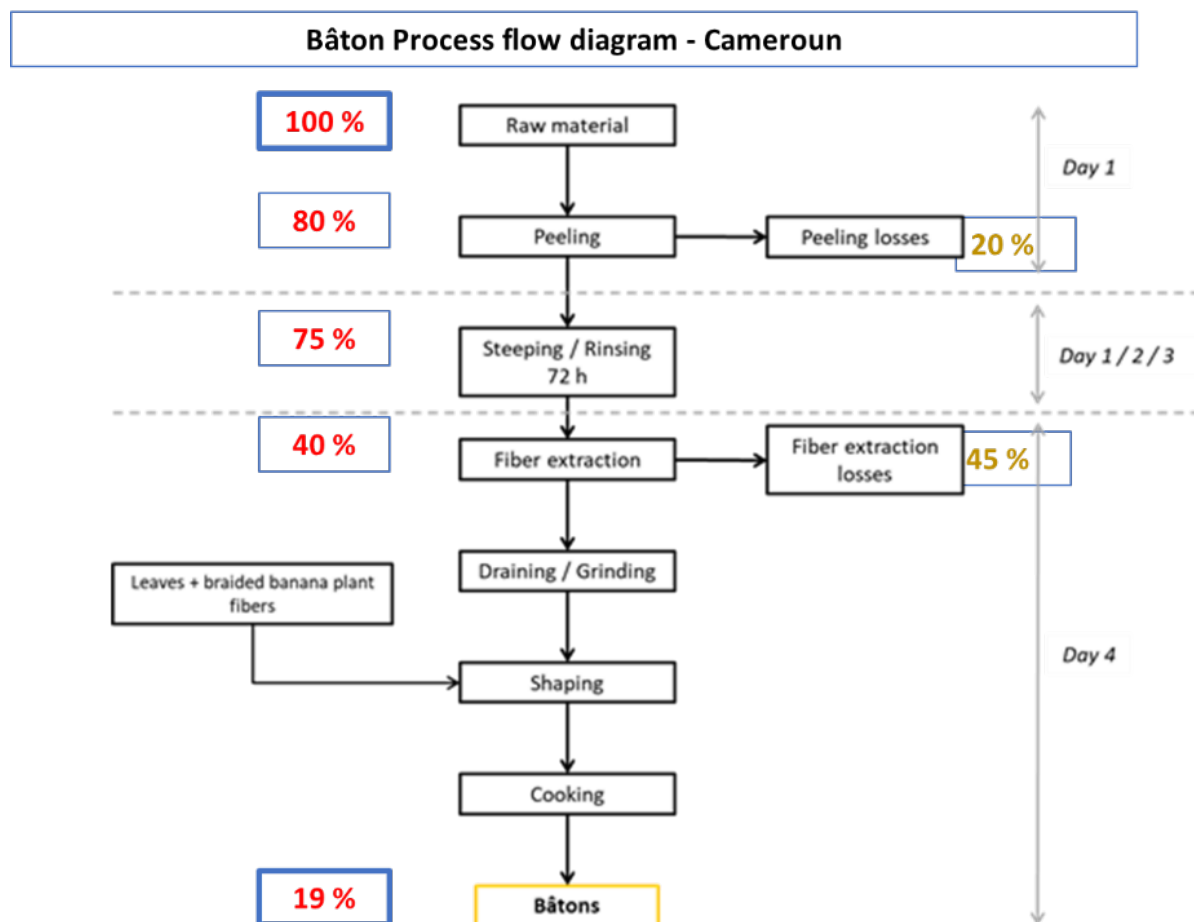 Bâton Process flow diagram - Cameroun
100 %
Raw material
Day 1
80 %
Peeling
Peeling losses
20 %
75 %
Steeping / Rinsing
72 h
Day 1 / 2 / 3
40 %
Fiber extraction
Fiber extraction
losses
45 %
Draining / Grinding
Leaves + braided banana plant
fibers
Shaping
Day 4
Cooking
19 %
Bâtons